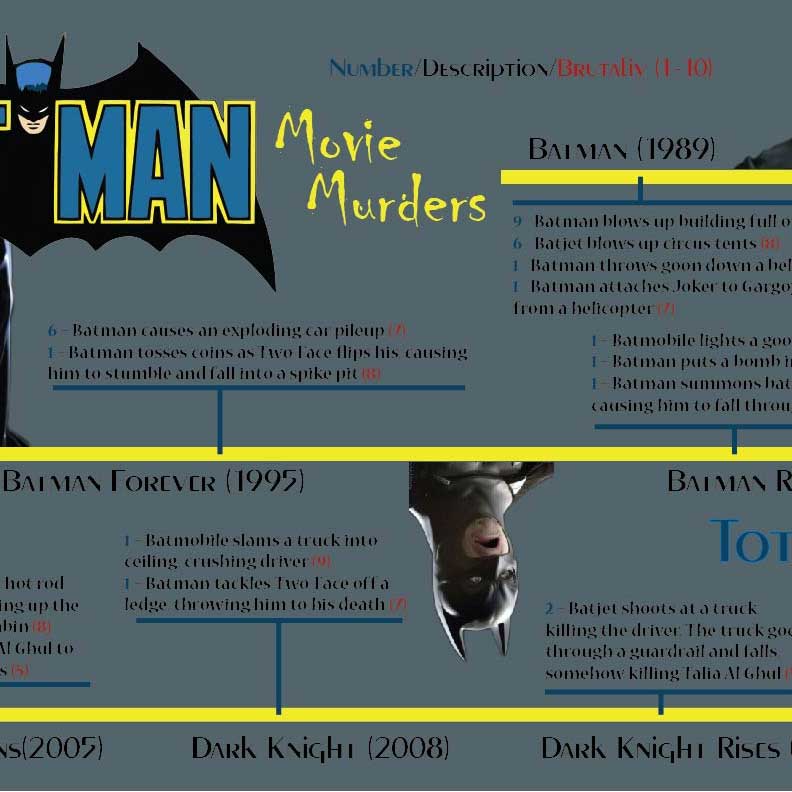 MAN
Movie
Murders
Number/Description/Brutality (1-10)
Batman (1989)
9 Batman blows up building full o
6 Batjet blows up circus tents (8)
1 Batman throws goon down a bel
1 Batman attaches Joker to Gargoy
from a helicopter (7)
1 - Batmobile lights a goo
1 - Batman puts a bomb i
1 - Batman summons bat
causing him to fall throu
6 - Batman causes an exploding car pileup (7)
1 - Batman tosses coins as Two Face flips his, causing
him to stumble and fall into a spike pit (8)
Batman Forever (1995)
Batman R
Tot
hot rod
ing up the
bin (8)
Al Ghul to
s (5)
1 - Batmobile slams a truck into
ceiling, crushing driver (9)
1 - Batman tackles Two Face off a
ledge, throwing him to his death (7)
2 - Batjet shoots at a truck
killing the driver. The truck goe
through a guardrail and falls,
somehow killing Talia Al Ghul
ns(2005)
Dark Knight (2008)
Dark Knight Rises (